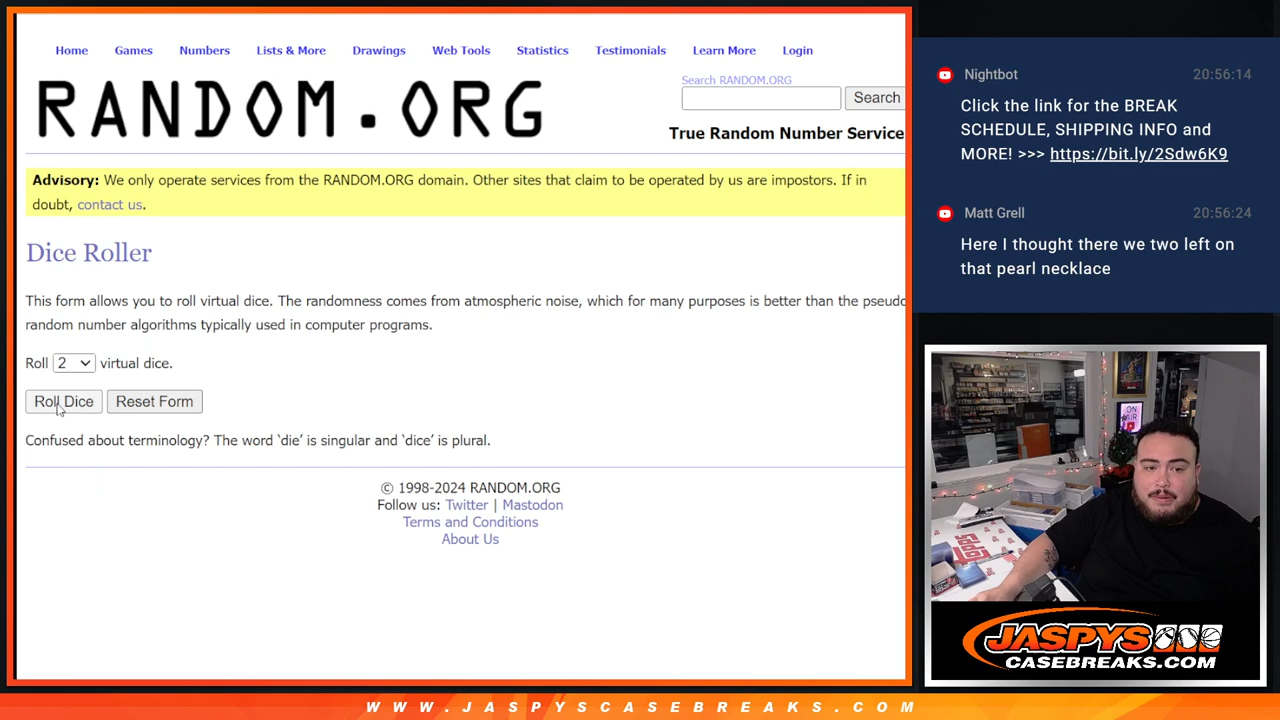 Home Games Numbers Lists & More Drawings Web Tools Statistics Testimonials Learn More Login
RANDOM.ORG
Search RANDOM.ORG
Search
True Random Number Service
Advisory: We only operate services from the RANDOM.ORG domain. Other sites that claim to be operated by us are impostors. If in
doubt, contact us.
Dice Roller
This form allows you to roll virtual dice. The randomness comes from atmospheric noise, which for many purposes is better than the pseudo
random number algorithms typically used in computer programs.
Roll 2 virtual dice.
Roll Dice Reset Form
Confused about terminology? The word ‘die’ is singular and ‘dice’ is plural.
© 1998-2024 RANDOM.ORG
Follow us: Twitter | Mastodon
Terms and Conditions
About Us
Nightbot 20:56:14
Click the link for the BREAK
SCHEDULE, SHIPPING INFO and
MORE! >>> https://bit.ly/2Sdw6K9
Matt Grell 20:56:24
Here I thought there we two left on
that pearl necklace
ON
AIR
JASPYS
JASPYS
CASEBREAKS.COM
WWW.JASPYSCASEBREAKS.COM